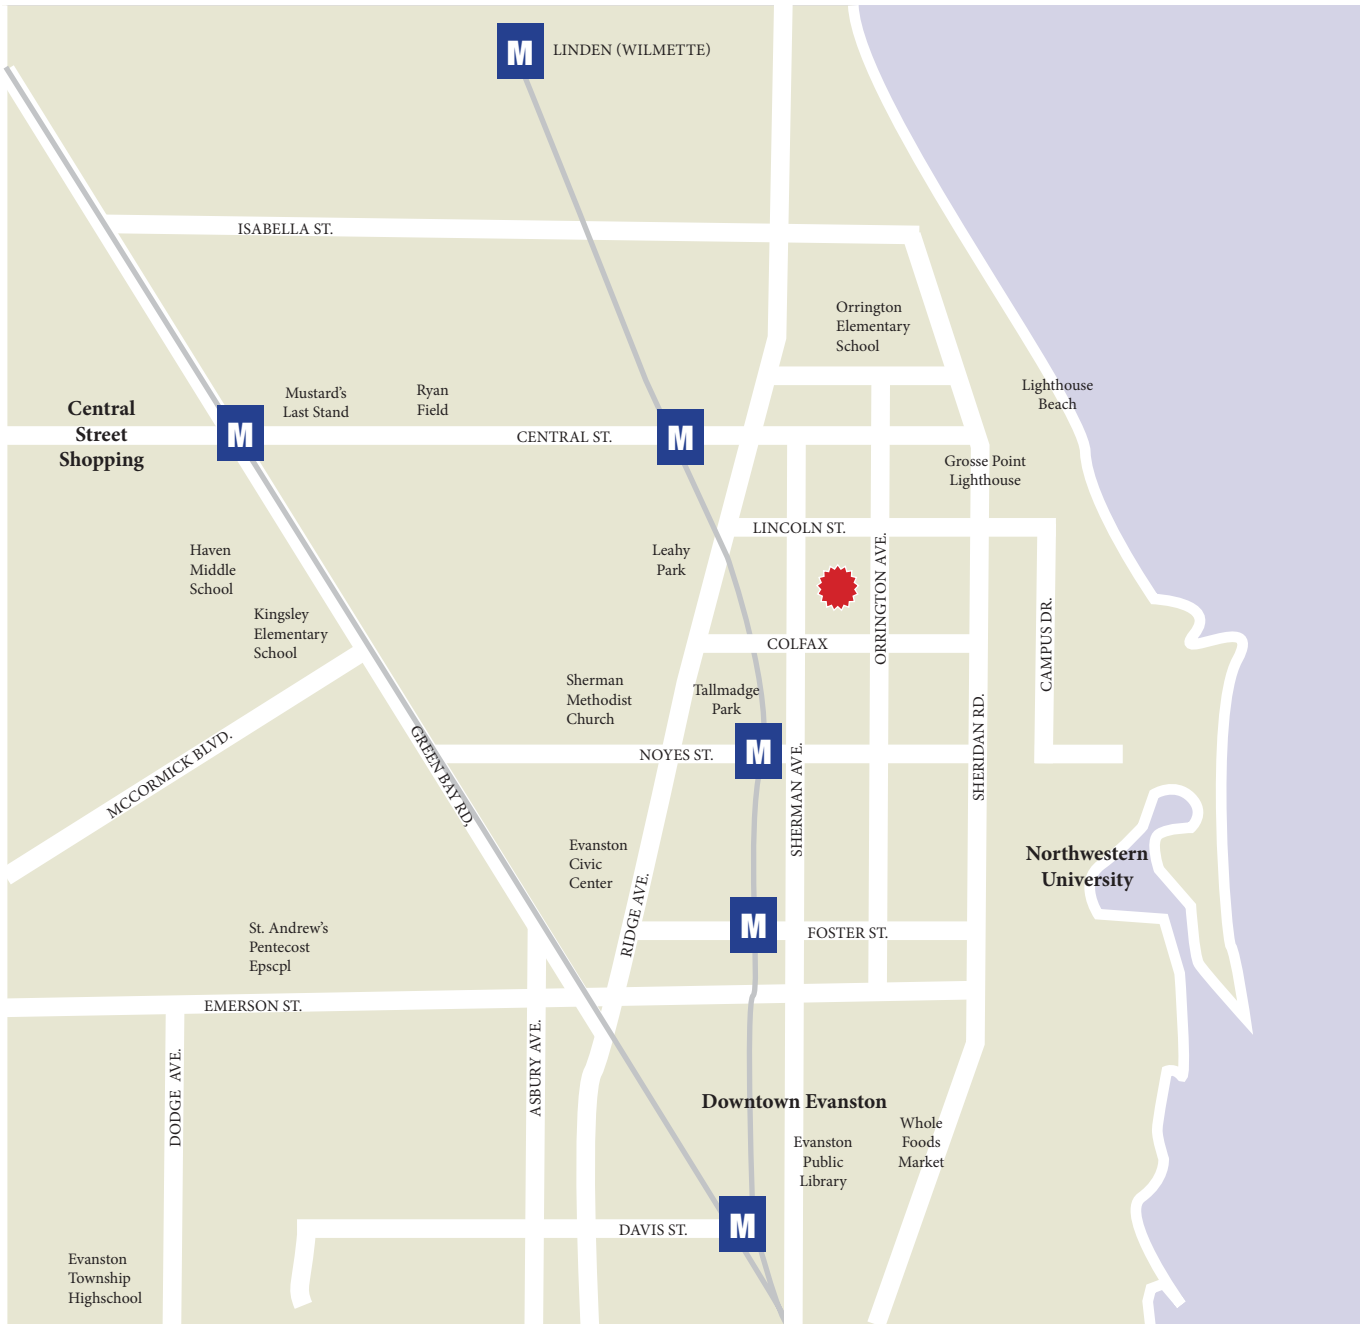 M
LINDEN (WILMETTE)
ISABELLA ST.
Orrington
Elementary
School
Lighthouse
Beach
Mustard's
Last Stand
Ryan
Field
Central
Street
Shopping
M
CENTRAL ST.
M
Grosse Point
Lighthouse
LINCOLN ST.
Haven
Middle
School
Leahy
Park
ORRINGTON AVE.
CAMPUS DR.
Kingsley
Elementary
School
COLFAX
Sherman
Methodist
Church
Tallmadge
Park
MCCORMICK BLVD.
GREEN BAY RD,
NOYES ST.
M
SHERMAN AVE.
SHERIDAN RD.
Evanston
Civic
Center
Northwestern
University
RIDGE AVE.
M
FOSTER ST.
St. Andrew's
Pentecost
Epscpl
EMERSON ST.
DODGE AVE.
ASBURY AVE.
Downtown Evanston
Evanston
Public
Library
Whole
Foods
Market
DAVIS ST.
M
Evanston
Township
Highschool